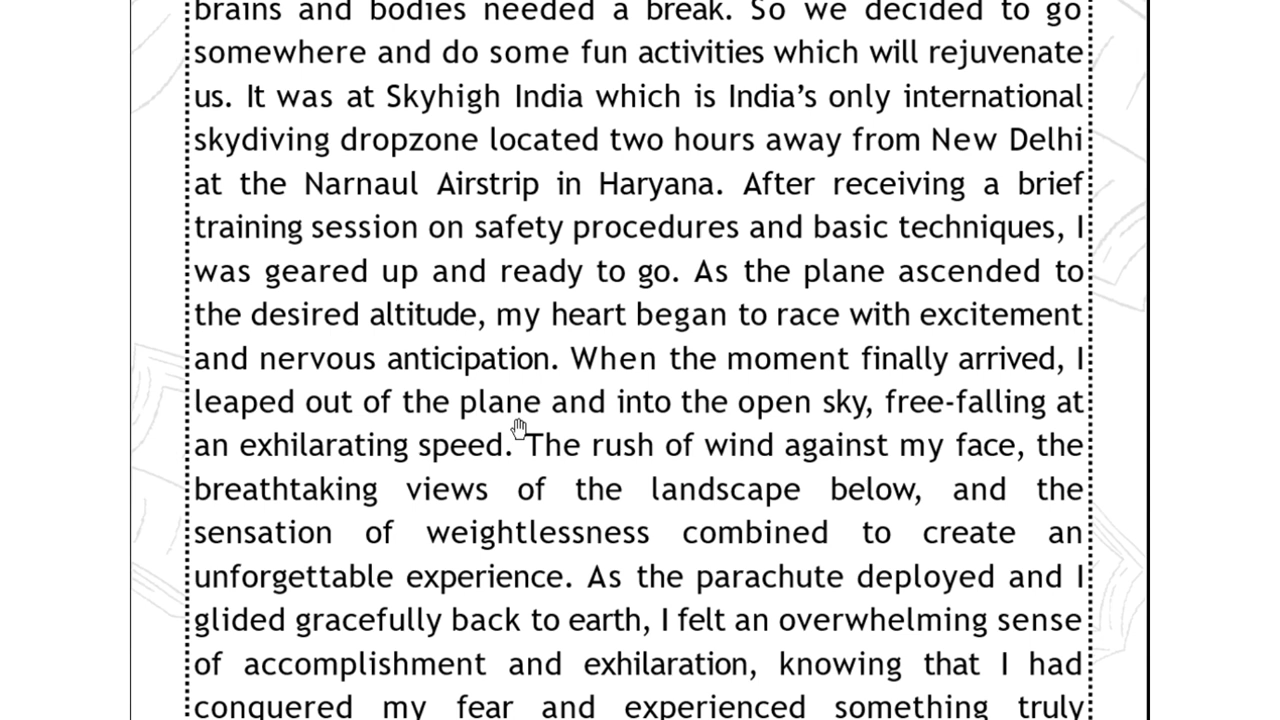 brains and bodies needed a break. So we decided to go
somewhere and do some fun activities which will rejuvenate
us. It was at Skyhigh India which is India’s only international
skydiving dropzone located two hours away from New Delhi
at the Narnaul Airstrip in Haryana. After receiving a brief
training session on safety procedures and basic techniques, I
was geared up and ready to go. As the plane ascended to
the desired altitude, my heart began to race with excitement
and nervous anticipation. When the moment finally arrived, I
leaped out of the plane and into the open sky, free-falling at
an exhilarating speed. The rush of wind against my face, the
breathtaking views of the landscape below, and the
sensation of weightlessness combined to create an
unforgettable experience. As the parachute deployed and I
glided gracefully back to earth, I felt an overwhelming sense
of accomplishment and exhilaration, knowing that I had
conquered my fear and experienced something truly